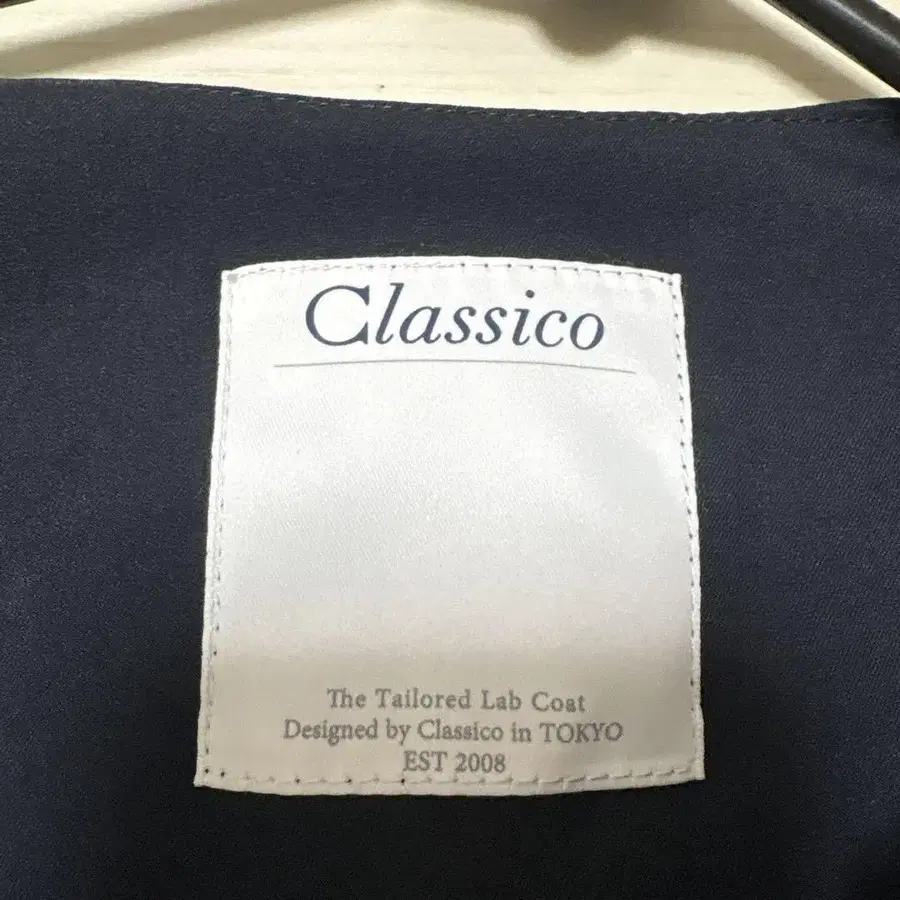 Classico
The Tailored Lab Coat
Designed by Classico in TOKYO
EST 2008